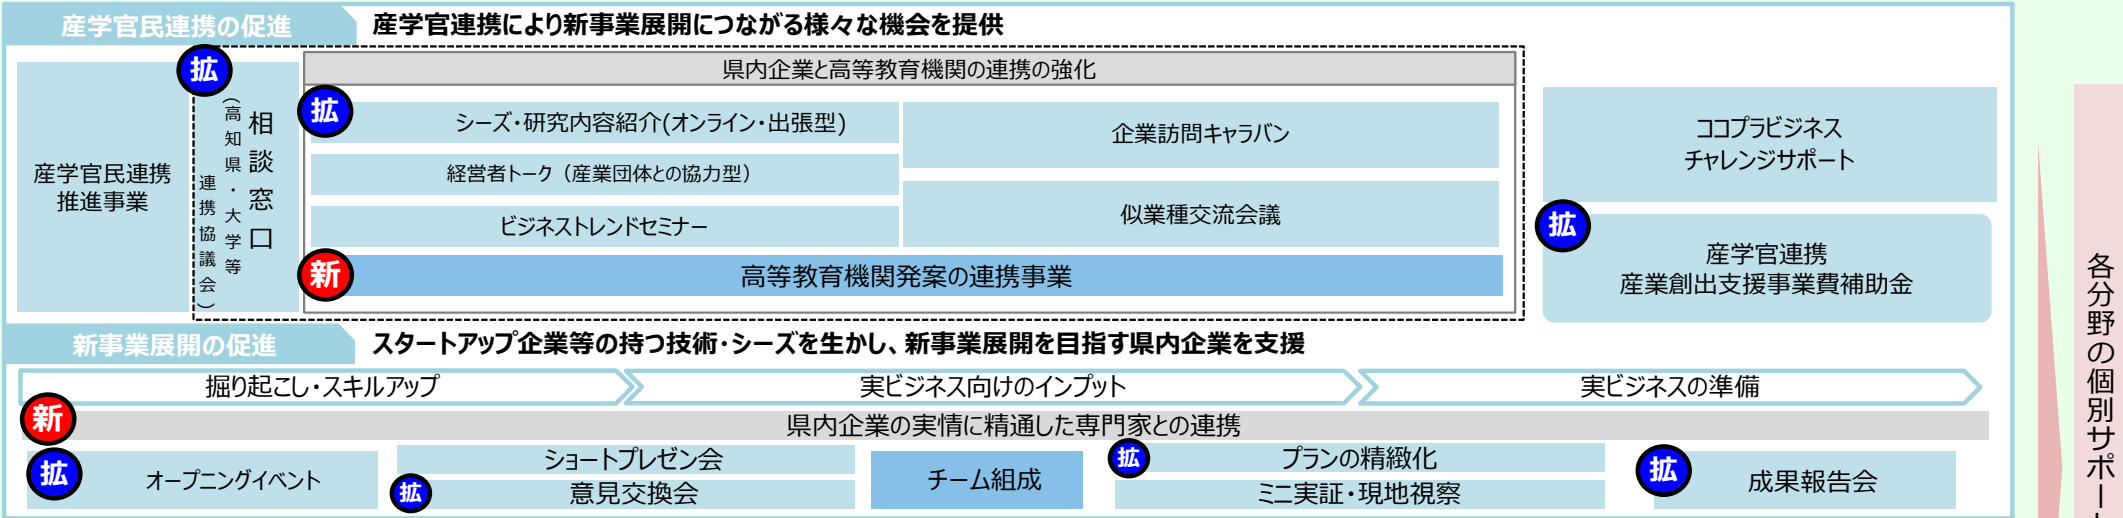 産学官民連携の促進
産学官連携により新事業展開につながる様々な機会を提供
産学官民連携
推進事業
拡
相談窓口
(高知県・大学等
連携協議会)
県内企業と高等教育機関の連携の強化
拡
シーズ・研究内容紹介(オンライン・出張型)
経営者トーク（産業団体との協力型）
ビジネストレンドセミナー
企業訪問キャラバン
似業種交流会議
新
高等教育機関発案の連携事業
ココプラビジネス
チャレンジサポート
拡
産学官連携
産業創出支援事業費補助金
新事業展開の促進
スタートアップ企業等の持つ技術・シーズを生かし、新事業展開を目指す県内企業を支援
掘り起こし・スキルアップ
実ビジネス向けのインプット
実ビジネスの準備
新
県内企業の実情に精通した専門家との連携
拡
オープニングイベント
ショートプレゼン会
拡
意見交換会
チーム組成
拡
プランの精緻化
ミニ実証・現地視察
拡
成果報告会
各分野の個別サポー